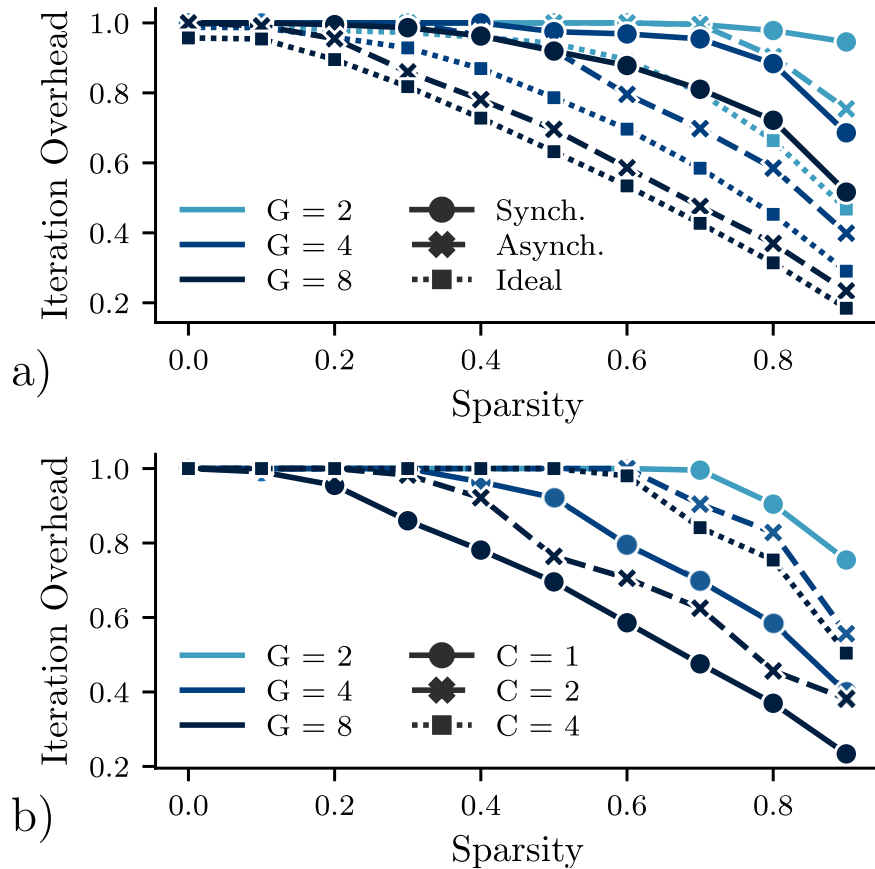 1.0
0.8
0.6
0.4
0.2
Iteration Overhead
G = 2 Synch.
G = 4 Asynch.
G = 8 Ideal
0.0 0.2 0.4 0.6 0.8
a)
Sparsity
1.0
0.8
0.6
0.4
0.2
Iteration Overhead
G = 2 C = 1
G = 4 C = 2
G = 8 C = 4
0.0 0.2 0.4 0.6 0.8
b)
Sparsity